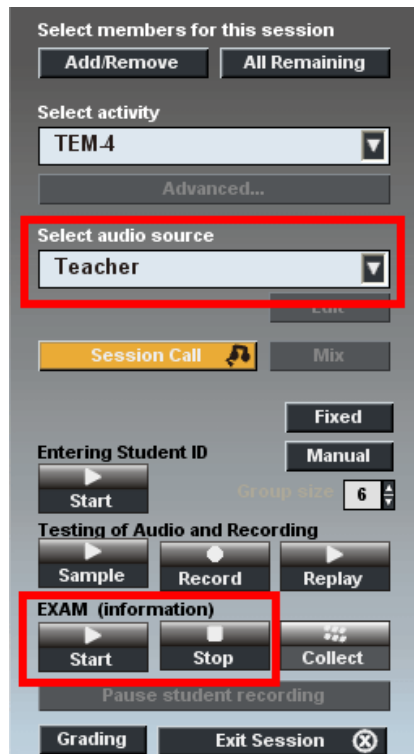 Select members for this session
Add/Remove All Remaining
Select activity
TEM-4
Advanced...
Select audio source
Teacher
Edit
Session Call Mix
Fixed
Entering Student ID Manual
Start Group size 6
Testing of Audio and Recording
Sample Record Replay
EXAM (information)
Start Stop Collect
Pause student recording
Grading Exit Session